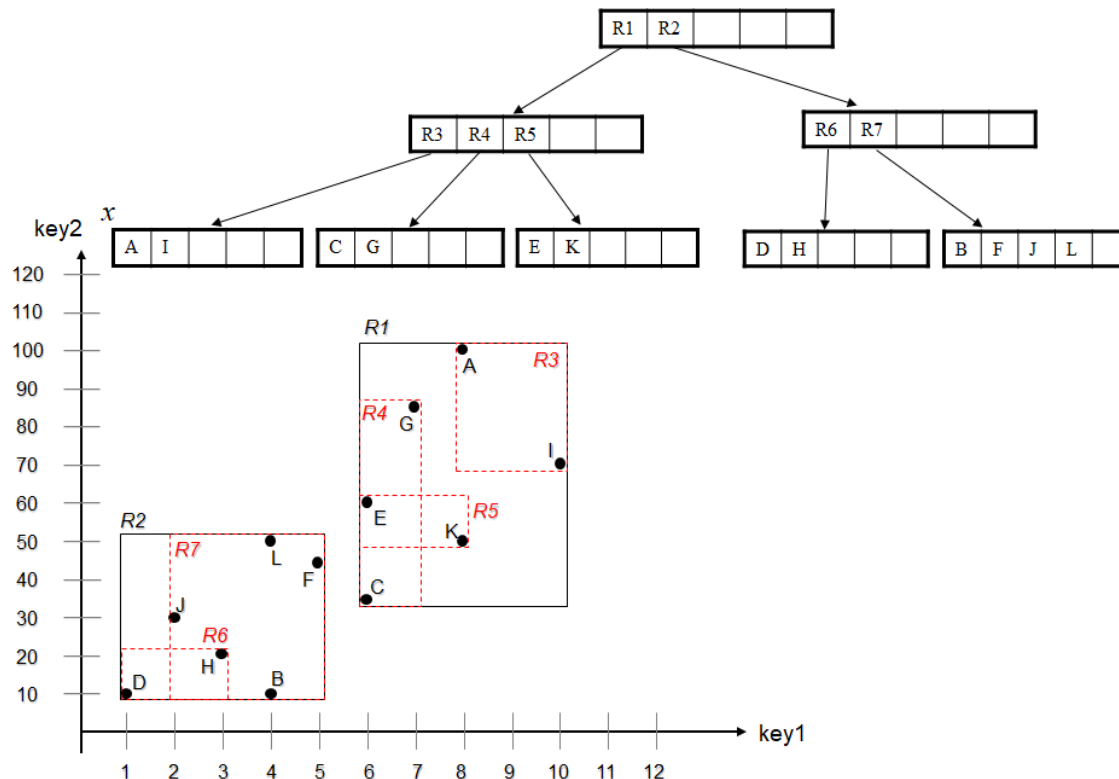 R1 R2
R3 R4 R5
R6 R7
x
key2
A I
C G
E K
D H
B F J L
120
110
R1
100
A
R3
90
R4
G
80
I
70
60
E
R5
R2
50
L
K
R7
F
40
C
J
30
R6
20
H
D
B
10
key1
1 2 3 4 5 6 7 8 9 10 11 12